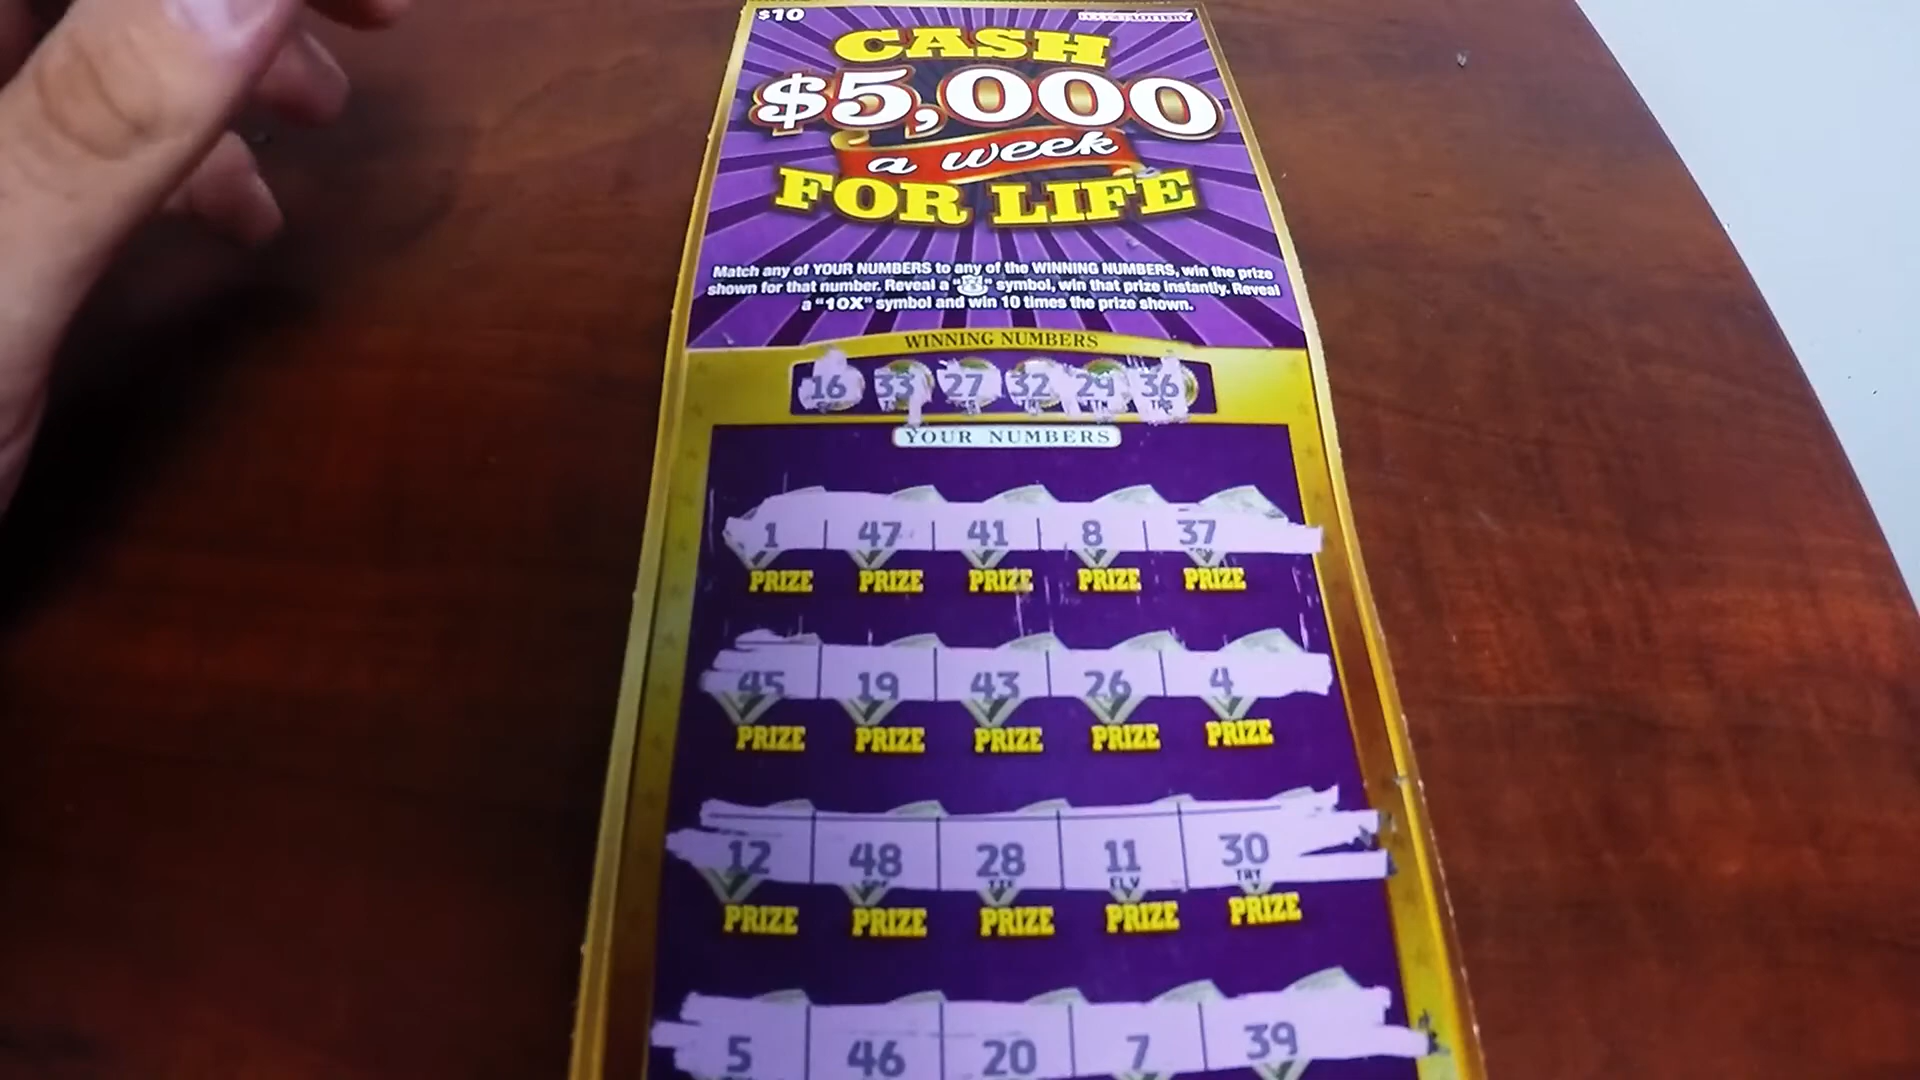 $10
CASH
$5,000
a week
FOR LIFE
Match any of YOUR NUMBERS to any of the WINNING NUMBERS, win the prize
shown for that number. Reveal a " " symbol, win that prize instantly. Reveal
a "10X" symbol and win 10 times the prize shown.
WINNING NUMBERS
16 33 27 32 29 36
YOUR NUMBERS
1 47 41 8 37
PRIZE PRIZE PRIZE PRIZE PRIZE
45 19 43 26 4
PRIZE PRIZE PRIZE PRIZE PRIZE
12 48 28 11 30
ELV TRY
PRIZE PRIZE PRIZE PRIZE PRIZE
5 46 20 7 39